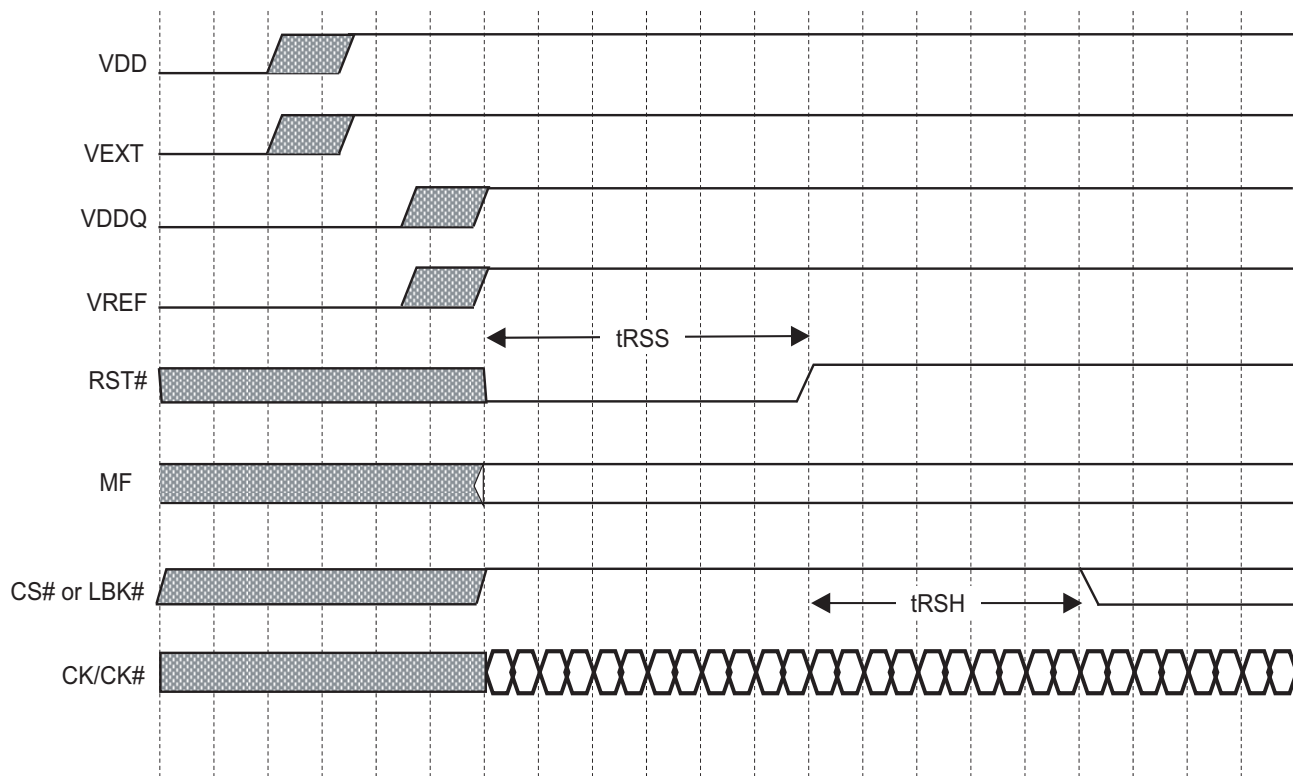 VDD
VEXT
VDDQ
VREF
tRSS
RST#
MF
CS# or LBK#
tRSH
CK/CK#